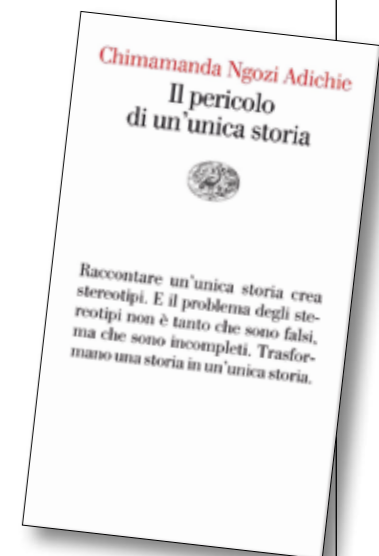 Chimamanda Ngozi Adichie
Il pericolo
di un'unica storia
Raccontare un'unica storia crea
stereotipi. E il problema degli ste-
reotipi non è tanto che sono falsi,
ma che sono incompleti. Trasfor-
mano una storia in un'unica storia.